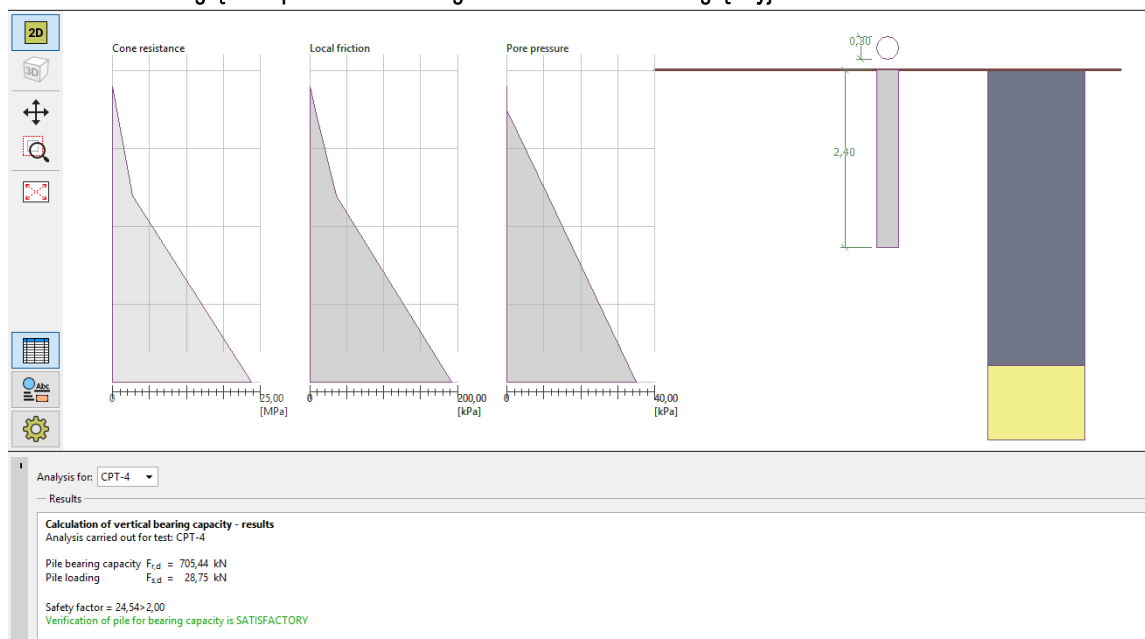 2D
3D
Abc
Cone resistance
Local friction
Pore pressure
0,30
2,40
0
25,00
[MPa]
0
200,00
[kPa]
0
40,00
[kPa]
Analysis for: CPT-4
Results
Calculation of vertical bearing capacity - results
Analysis carried out for test: CPT-4
Pile bearing capacity Fr,d = 705,44 kN
Pile loading Fs,d = 28,75 kN
Safety factor = 24,54>2,00
Verification of pile for bearing capacity is SATISFACTORY